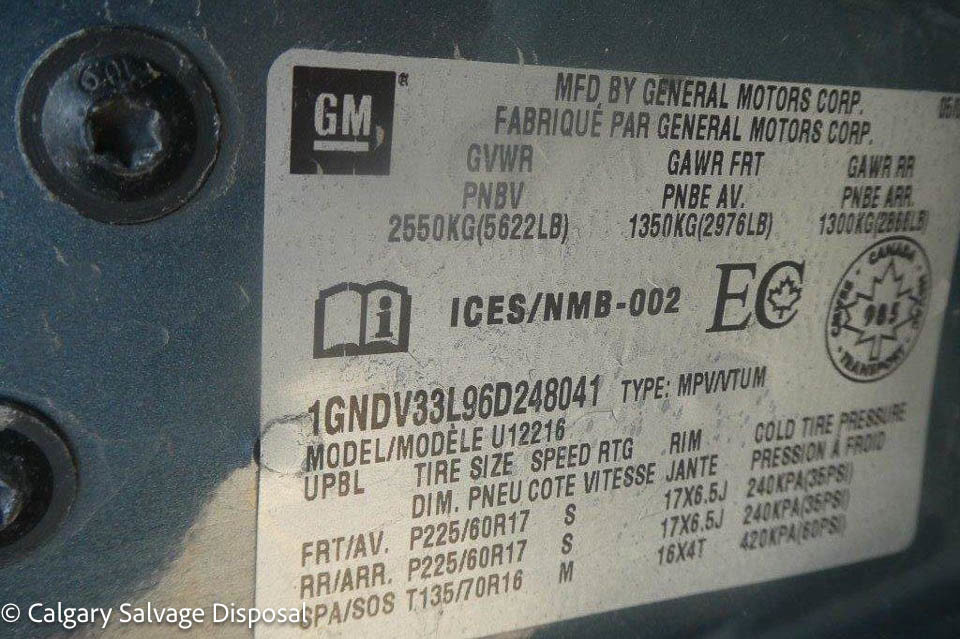 GM
MFD BY GENERAL MOTORS CORP.
FABRIQUÉ PAR GENERAL MOTORS CORP.
GVWR GAWR FRT GAWR RR
PNBV PNBE AV. PNBE ARR.
2550KG(5622LB) 1350KG(2976LB) 1300KG(2866LB)
ICES/NMB-002 EC
CANADA
985
TRANSPORT
1GNDV33L96D248041 TYPE: MPV/VTUM
MODEL/MODÈLE U12216
UPBL TIRE SIZE SPEED RTG RIM COLD TIRE PRESSURE
DIM. PNEU COTE VITESSE JANTE PRESSION À FROID
FRT/AV. P225/60R17 S 17X6.5J 240KPA(35PSI)
RR/ARR. P225/60R17 S 17X6.5J 240KPA(35PSI)
SPA/SOS T135/70R16 M 16X4T 420KPA(60PSI)
© Calgary Salvage Disposal